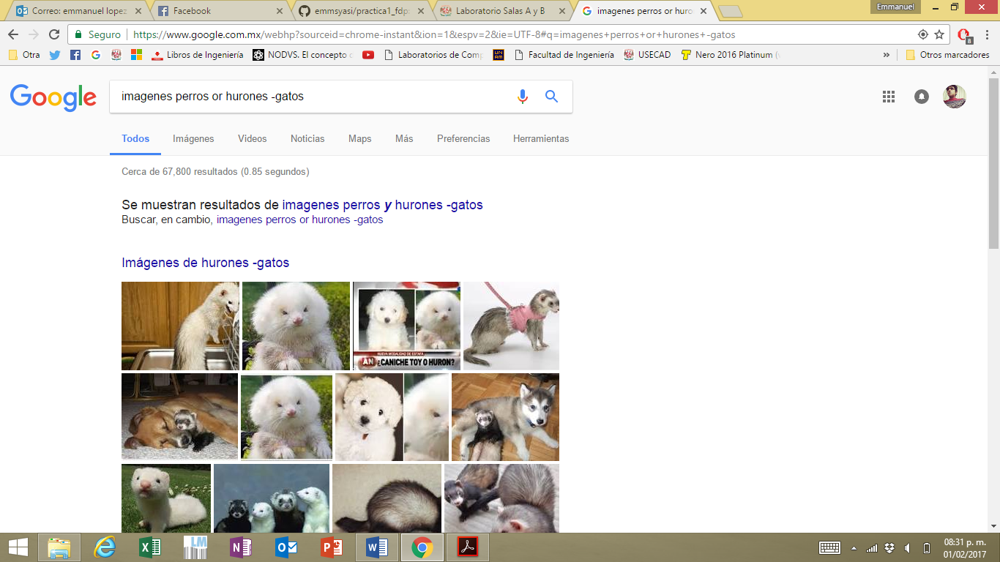 Correo: emmanuel lopez
Facebook
emmsyasi/practica1_fdp
Laboratorio Salas A y B
imagenes perros or huro
Emmanuel
Seguro
https://www.google.com.mx/webhp?sourceid=chrome-instant&ion=1&espv=2&ie=UTF-8#q=imagenes+perros+or+hurones+-gatos
8
Otra
Libros de Ingeniería
NODVS. El concepto
Laboratorios de Com
UNAM
Facultad de Ingeniería
USECAD
Nero 2016 Platinum (
»
Otros marcadores
Google
imagenes perros or hurones -gatos
Todos
Imágenes
Videos
Noticias
Maps
Más
Preferencias
Herramientas
Cerca de 67,800 resultados (0.85 segundos)
Se muestran resultados de imagenes perros y hurones -gatos
Buscar, en cambio, imagenes perros or hurones -gatos
Imágenes de hurones -gatos
NUEVA MODALIDAD DE ESTAFA
AN ¿CANICHE TOY O HURON?
LM
08:31 p. m.
01/02/2017